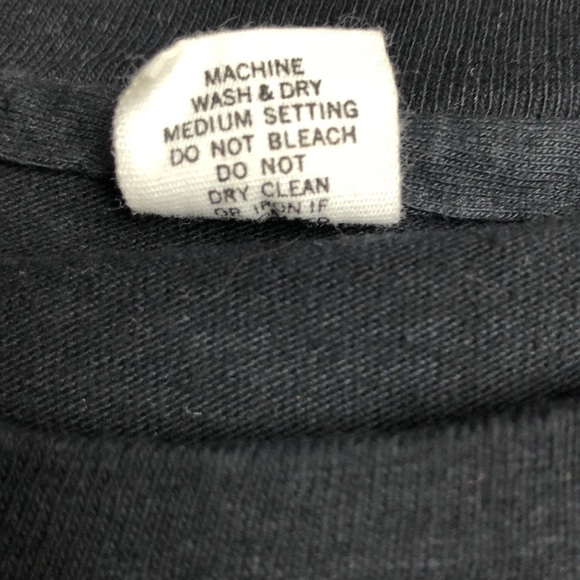 MACHINE
WASH & DRY
MEDIUM SETTING
DO NOT BLEACH
DO NOT
DRY CLEAN
OR IRON IF